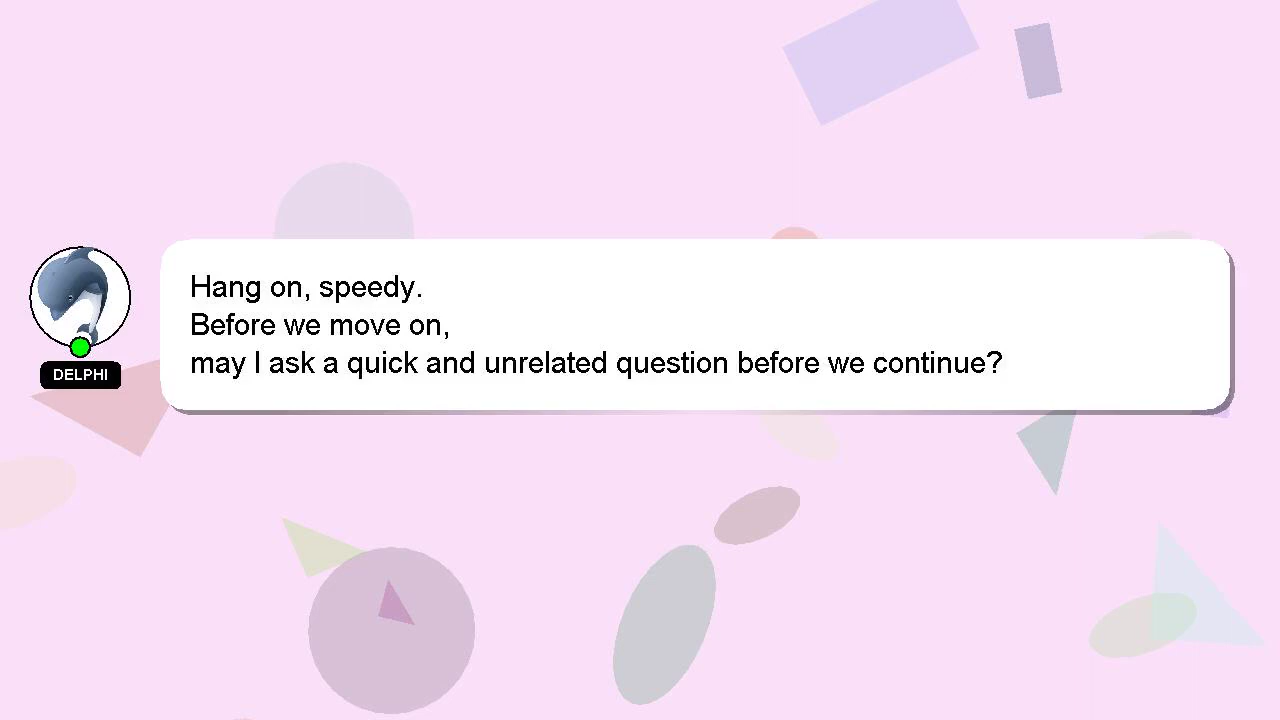 Hang on, speedy.
Before we move on,
may I ask a quick and unrelated question before we continue?
DELPHI